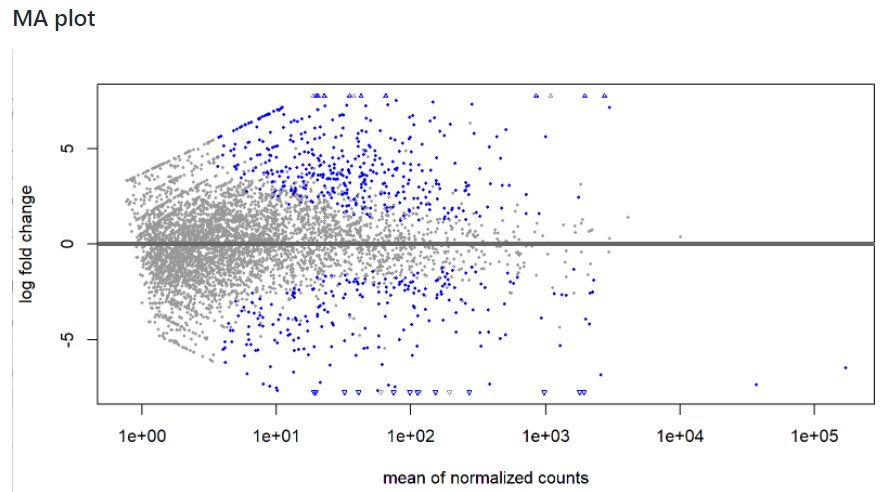 MA plot
5
0
-5
log fold change
1e+00 1e+01 1e+02 1e+03 1e+04 1e+05
mean of normalized counts